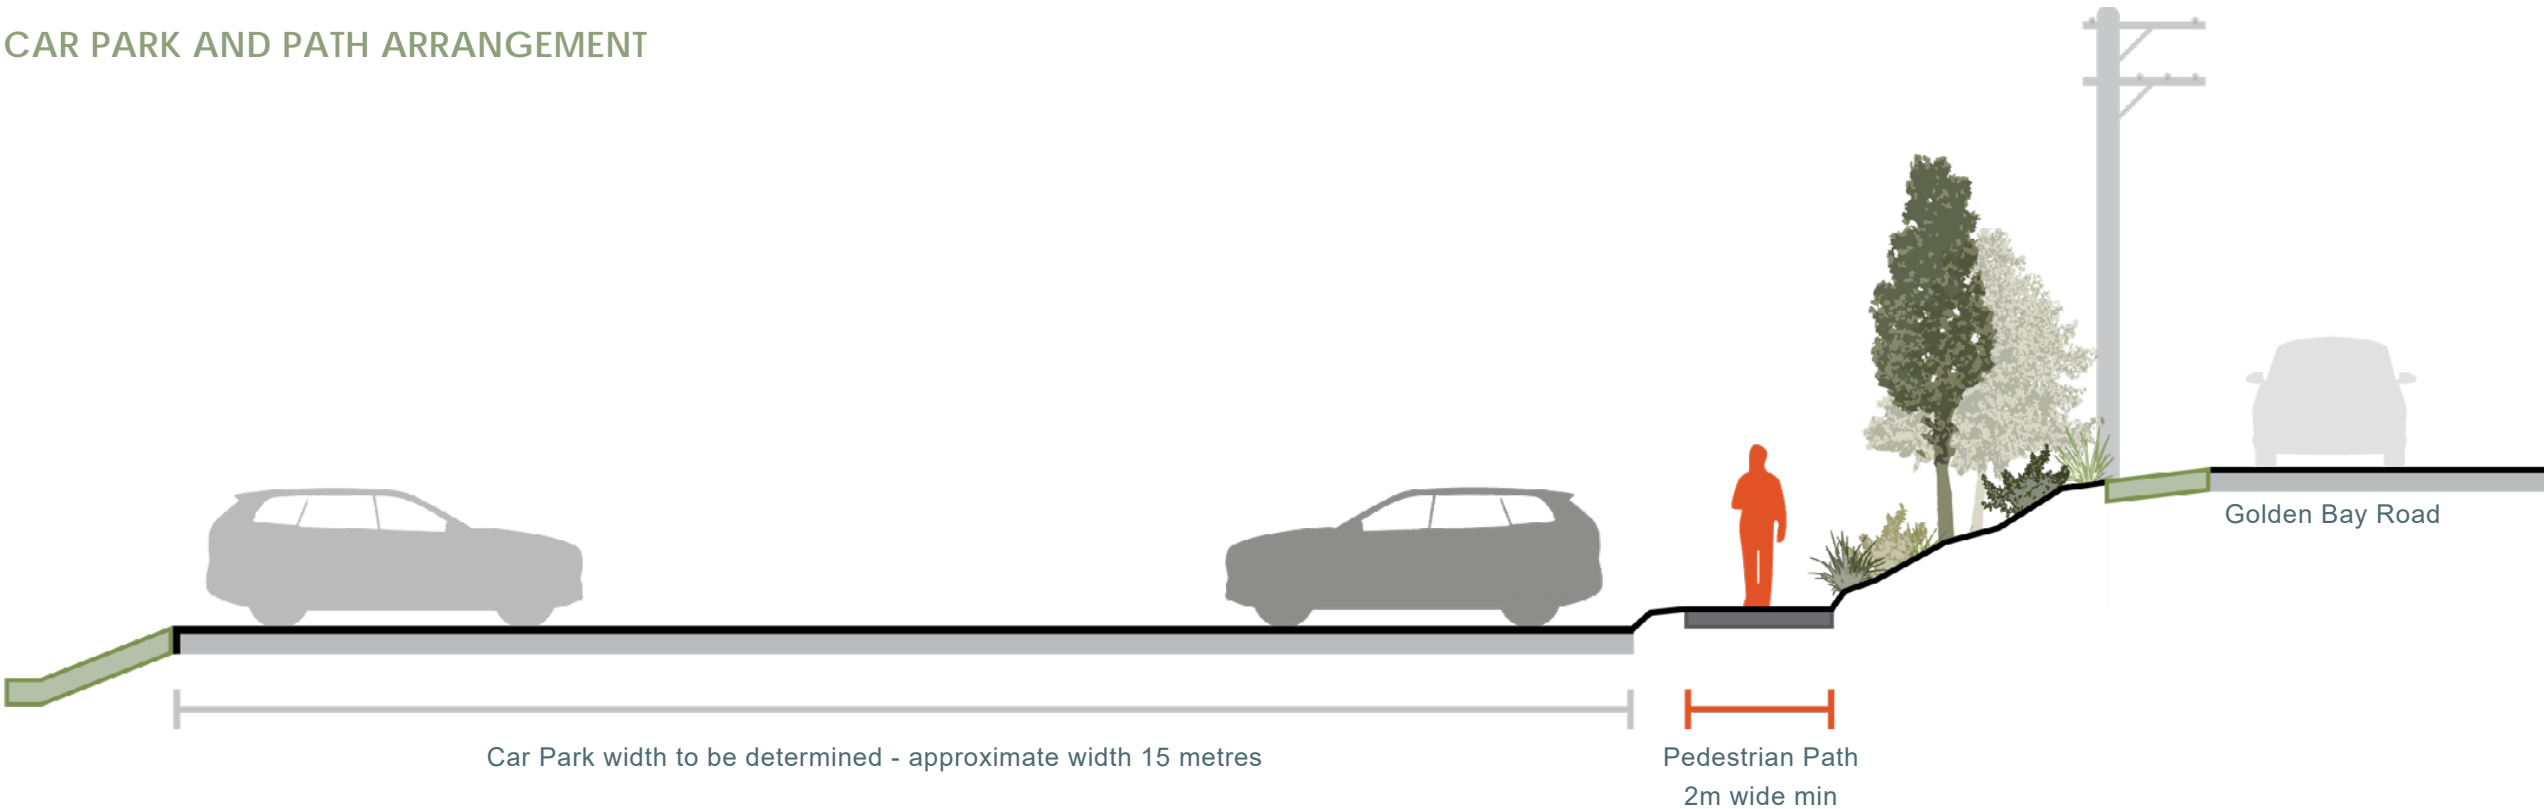 CAR PARK AND PATH ARRANGEMENT
Golden Bay Road
Car Park width to be determined - approximate width 15 metres
Pedestrian Path
2m wide min